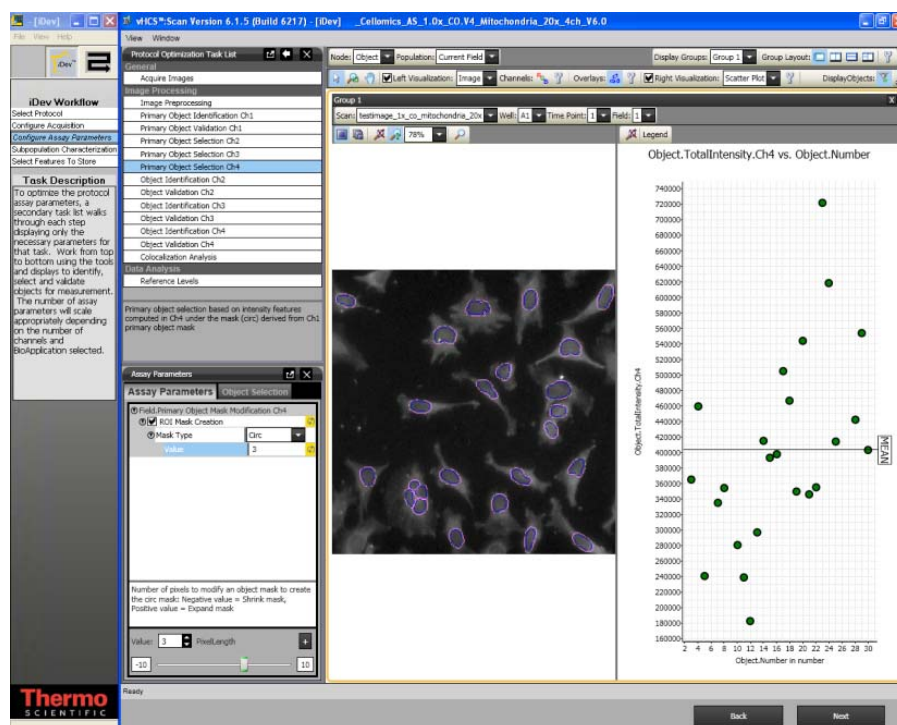 [iDev]
vHCS™:Scan Version 6.1.5 (Build 6217) - [iDev] _Cellomics_AS_1.0x_CO.V4_Mitochondria_20x_4ch_V6.0
File View Help
View Window
iDev™
iDev Workflow
Select Protocol
Configure Acquisition
Configure Assay Parameters
Subpopulation Characterization
Select Features To Store
Task Description
To optimize the protocol
assay parameters, a
secondary task list walks
through each step
displaying only the
necessary parameters for
that task. Work from top
to bottom using the tools
and displays to identify,
select and validate
objects for measurement.
The number of assay
parameters will scale
appropriately depending
on the number of
channels and
BioApplication selected.
Thermo
SCIENTIFIC
Protocol Optimization Task List
General
Acquire Images
Image Processing
Image Preprocessing
Primary Object Identification Ch1
Primary Object Validation Ch1
Primary Object Selection Ch2
Primary Object Selection Ch3
Primary Object Selection Ch4
Object Identification Ch2
Object Validation Ch2
Object Identification Ch3
Object Validation Ch3
Object Identification Ch4
Object Validation Ch4
Colocalization Analysis
Data Analysis
Reference Levels
Primary object selection based on intensity features
computed in Ch4 under the mask (circ) derived from Ch1
primary object mask
Assay Parameters
Assay Parameters Object Selection
Field.Primary Object Mask Modification Ch4
ROI Mask Creation
Mask Type Circ
Value 3
Number of pixels to modify an object mask to create
the circ mask: Negative value = Shrink mask,
Positive value = Expand mask
Value: 3 PixelLength +
-10 10
Node: Object Population: Current Field Display Groups: Group 1 Group Layout:
Left Visualization: Image Channels: Overlays: Right Visualization: Scatter Plot DisplayObjects:
Group 1 X
Scan: testimage_1x_co_mitochondria_20x Well: A1 Time Point: 1 Field: 1
78%
Legend
Object.TotalIntensity.Ch4 vs. Object.Number
Object.TotalIntensity.Ch4
740000
720000
700000
680000
660000
640000
620000
600000
580000
560000
540000
520000
500000
480000
460000
440000
420000
400000
380000
360000
340000
320000
300000
280000
260000
240000
220000
200000
180000
160000
MEAN
2 4 6 8 10 12 14 16 18 20 22 24 26 28 30
Object.Number in number
Ready
Back Next